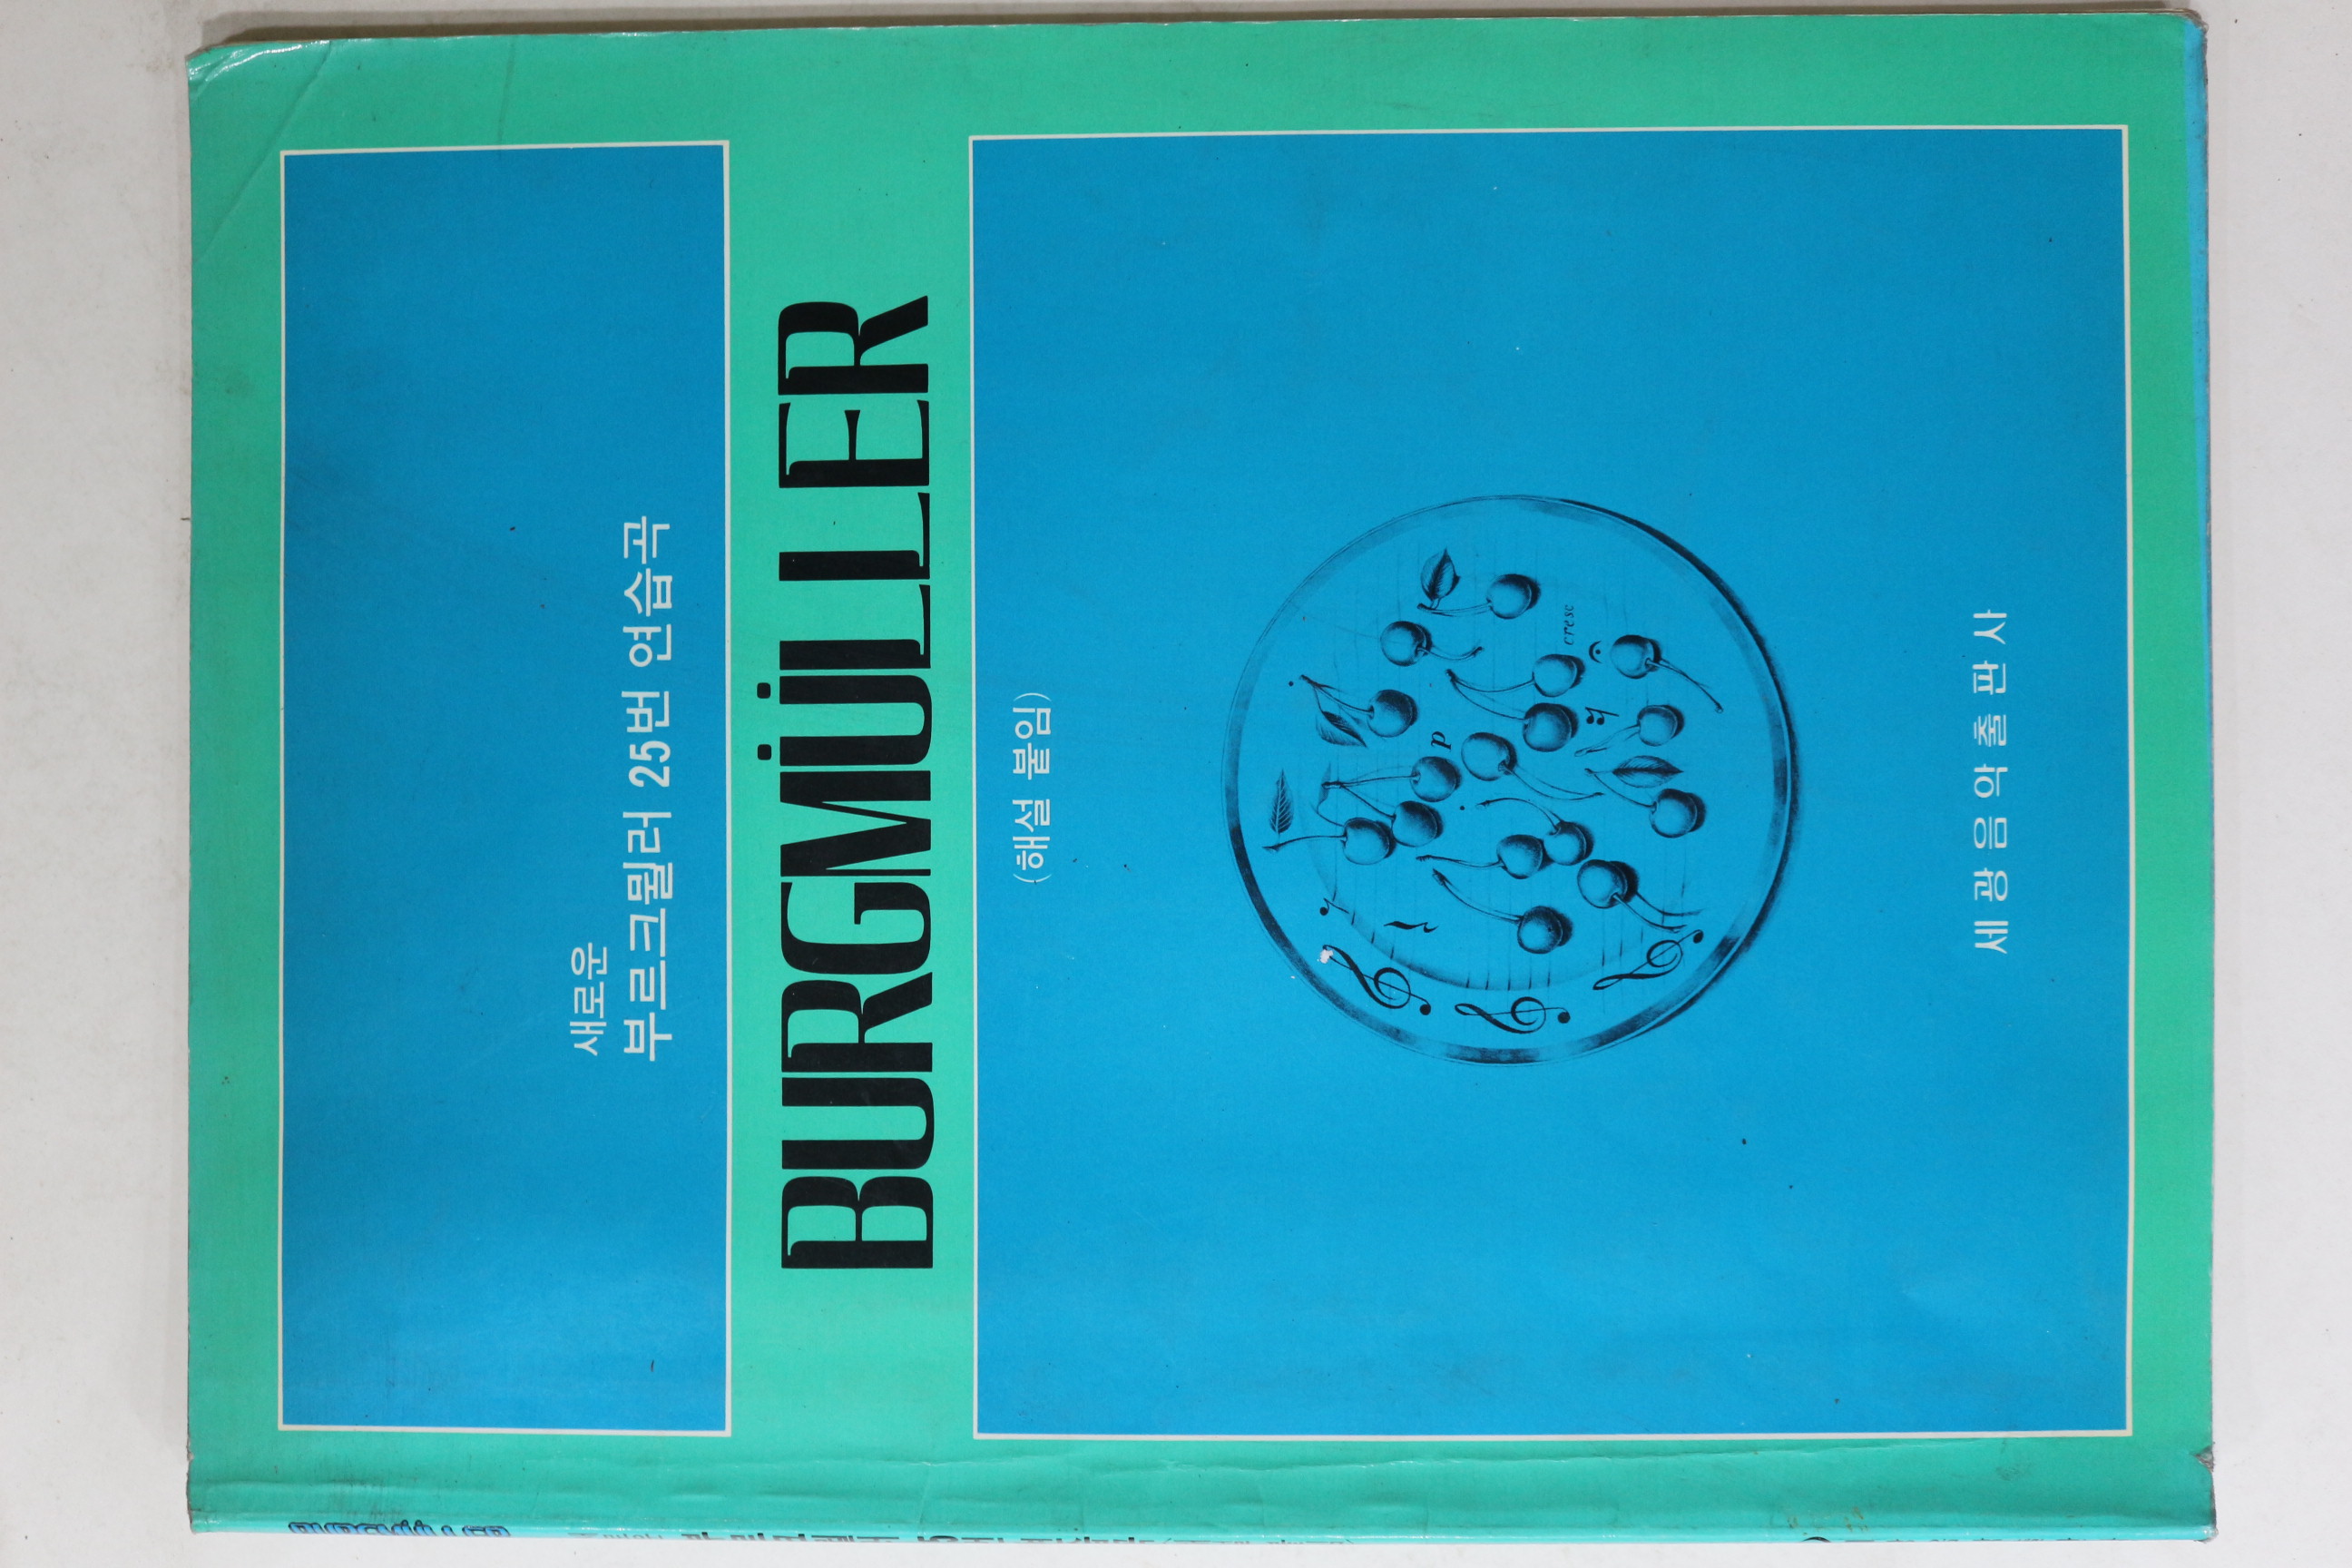 새로운
부르크뮐러 25번 연습곡
BURGMÜLLER
(해설 붙임)
p
cresc
세광음악출판사